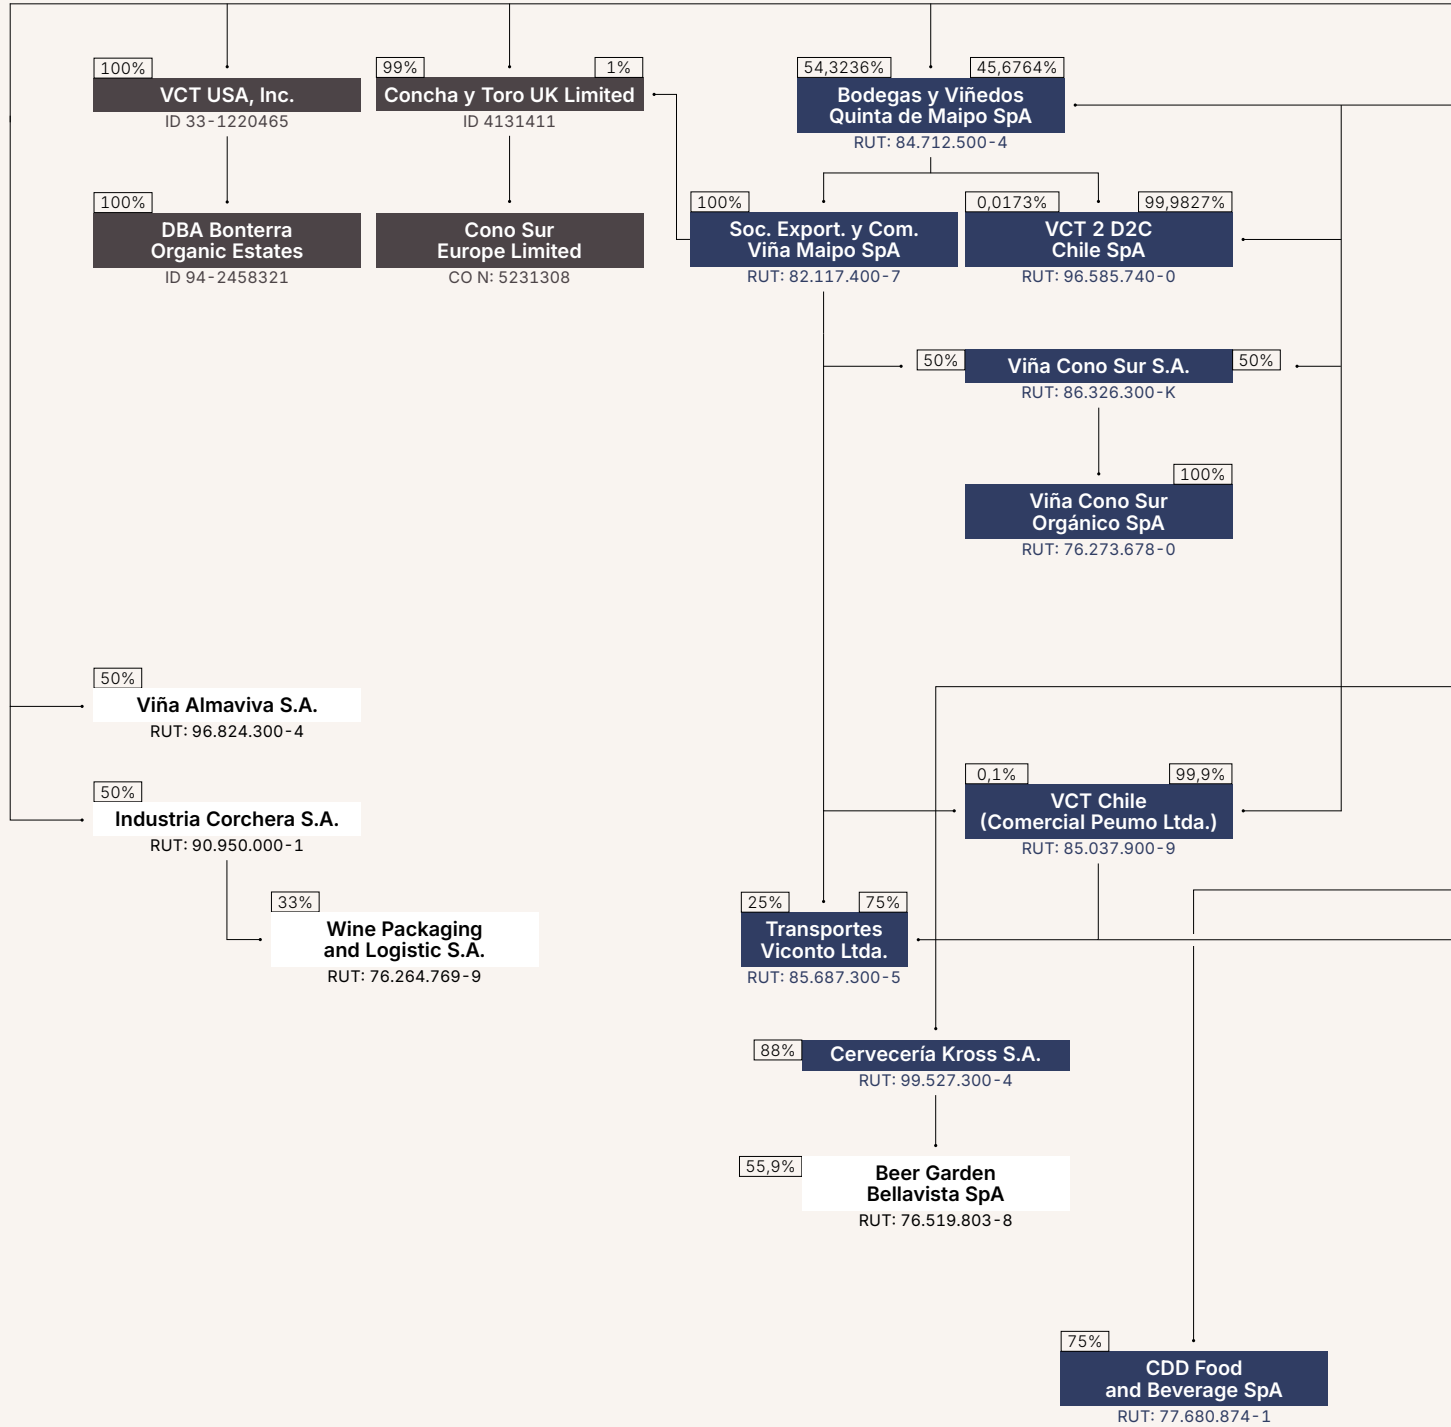 100%
VCT USA, Inc.
ID 33-1220465
99%
1%
Concha y Toro UK Limited
ID 4131411
54,3236%
45,6764%
Bodegas y Viñedos
Quinta de Maipo SpA
RUT: 84.712.500-4
100%
DBA Bonterra
Organic Estates
ID 94-2458321
Cono Sur
Europe Limited
CO N: 5231308
100%
Soc. Export. y Com.
Viña Maipo SpA
RUT: 82.117.400-7
0,0173%
99,9827%
VCT 2 D2C
Chile SpA
RUT: 96.585.740-0
50%
Viña Cono Sur S.A.
50%
RUT: 86.326.300-K
100%
Viña Cono Sur
Orgánico SpA
RUT: 76.273.678-0
50%
Viña Almaviva S.A.
RUT: 96.824.300-4
50%
Industria Corchera S.A.
RUT: 90.950.000-1
0,1%
99,9%
VCT Chile
(Comercial Peumo Ltda.)
RUT: 85.037.900-9
33%
Wine Packaging
and Logistic S.A.
RUT: 76.264.769-9
25%
75%
Transportes
Viconto Ltda.
RUT: 85.687.300-5
88%
Cervecería Kross S.A.
RUT: 99.527.300-4
55,9%
Beer Garden
Bellavista SpA
RUT: 76.519.803-8
75%
CDD Food
and Beverage SpA
RUT: 77.680.874-1